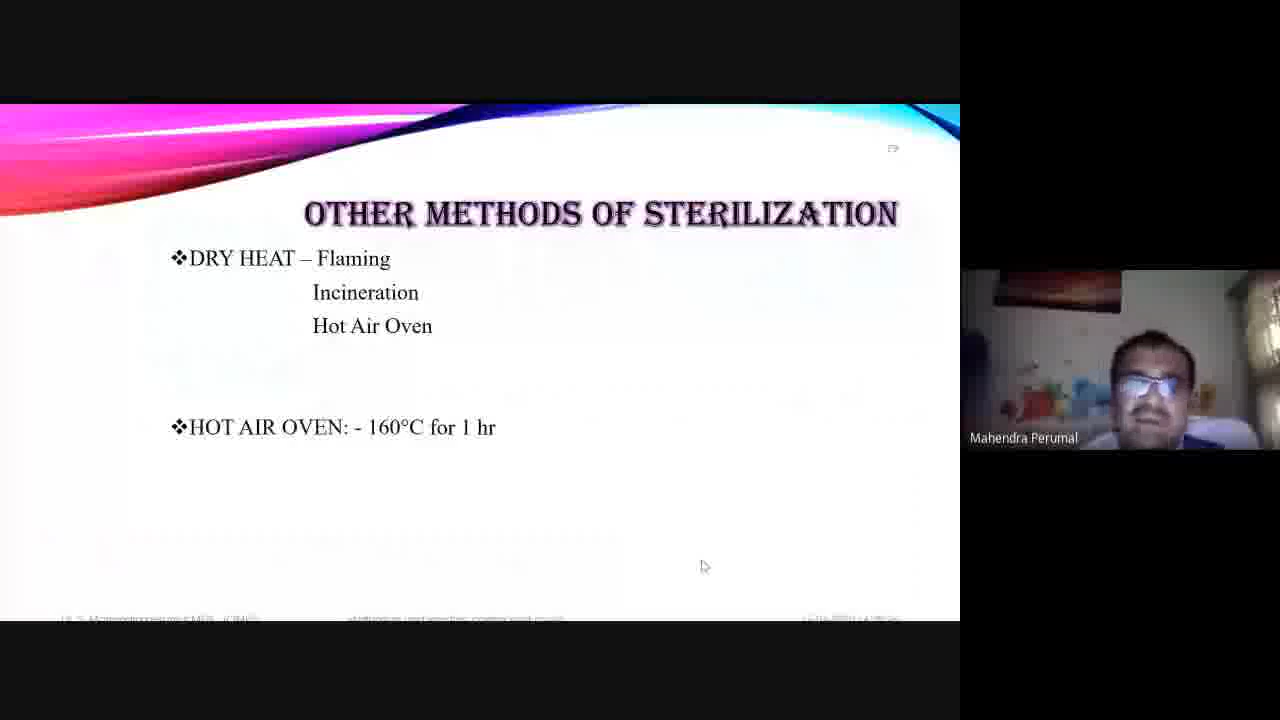 OTHER METHODS OF STERILIZATION
❖DRY HEAT – Flaming
Incineration
Hot Air Oven
❖HOT AIR OVEN: - 160°C for 1 hr
Mahendra Perumal